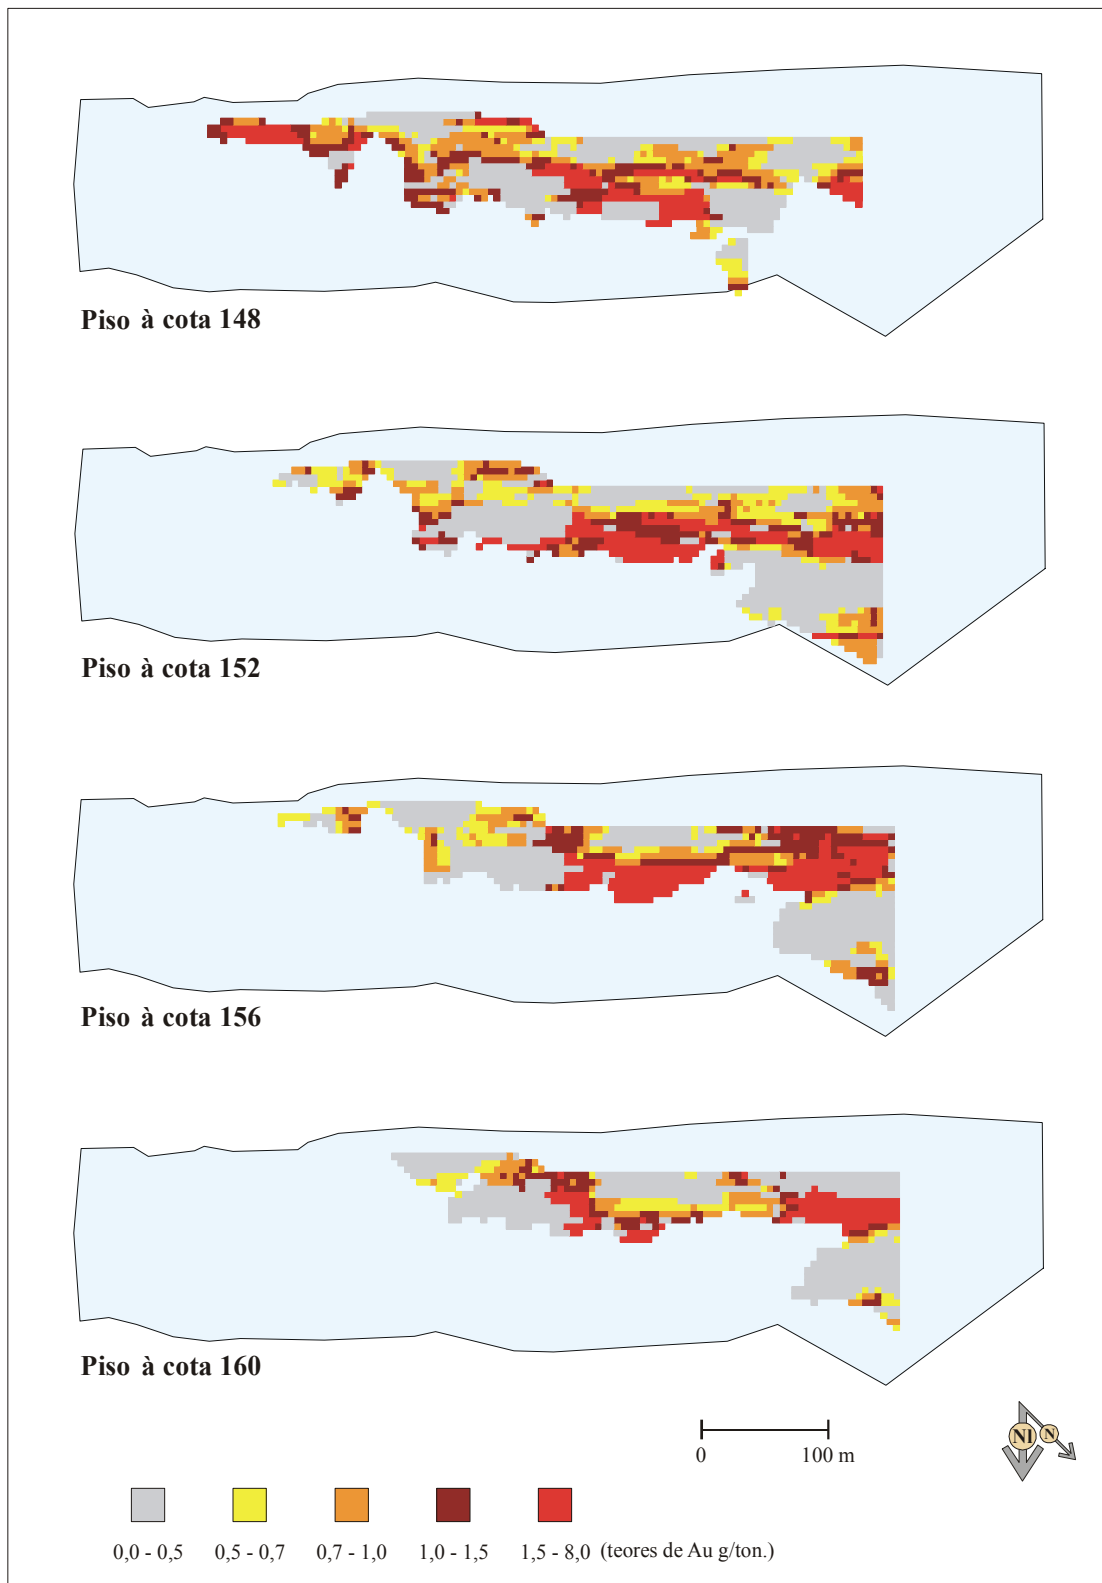 Piso à cota 148
Piso à cota 152
Piso à cota 156
Piso à cota 160
0 100 m
NI N
0,0 - 0,5 0,5 - 0,7 0,7 - 1,0 1,0 - 1,5 1,5 - 8,0 (teores de Au g/ton.)